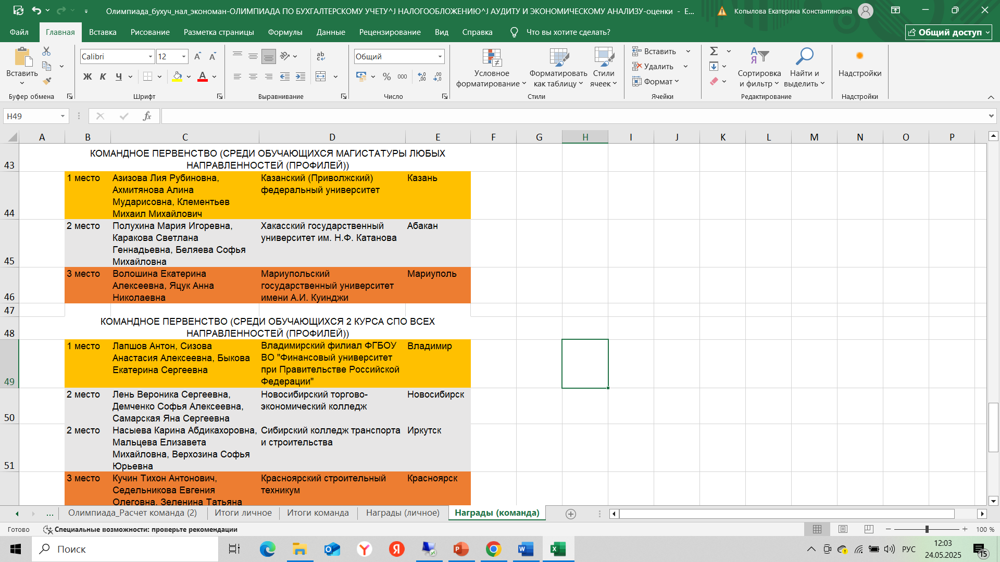 Олимпиада_бухуч_нал_экономан-ОЛИМПИАДА ПО БУХГАЛТЕРСКОМУ УЧЕТУ^J НАЛОГООБЛОЖЕНИЮ^J АУДИТУ И ЭКОНОМИЧЕСКОМУ АНАЛИЗУ-оценки - E...
Копылова Екатерина Константиновна
Файл Главная Вставка Рисование Разметка страницы Формулы Данные Рецензирование Вид Справка Что вы хотите сделать? Общий доступ
Вставить
Буфер обмена
Calibri 12
Ж К Ч А
Шрифт
ab
Выравнивание
Общий
% 000
Число
Условное форматирование
Форматировать как таблицу
Стили ячеек
Стили
Вставить
Удалить
Формат
Ячейки
Сортировка и фильтр
Найти и выделить
Редактирование
Надстройки
Надстройки
H49 fx
A B C D E F G H I J K L M N O P
43 КОМАНДНОЕ ПЕРВЕНСТВО (СРЕДИ ОБУЧАЮЩИХСЯ МАГИСТАТУРЫ ЛЮБЫХ
НАПРАВЛЕННОСТЕЙ (ПРОФИЛЕЙ))
44 1 место Азизова Лия Рубиновна, Казанский (Приволжский) Казань
Ахмитянова Алина федеральный университет
Мударисовна, Клементьев
Михаил Михайлович
45 2 место Полухина Мария Игоревна, Хакасский государственный Абакан
Каракова Светлана университет им. Н.Ф. Катанова
Геннадьевна, Беляева Софья
Михайловна
46 3 место Волошина Екатерина Мариупольский Мариуполь
Алексеевна, Яцук Анна государственный университет
Николаевна имени А.И. Куинджи
47
48 КОМАНДНОЕ ПЕРВЕНСТВО (СРЕДИ ОБУЧАЮЩИХСЯ 2 КУРСА СПО ВСЕХ
НАПРАВЛЕННОСТЕЙ (ПРОФИЛЕЙ))
49 1 место Лапшов Антон, Сизова Владимирский филиал ФГБОУ Владимир
Анастасия Алексеевна, Быкова ВО "Финансовый университет
Екатерина Сергеевна при Правительстве Российской
Федерации"
50 2 место Лень Вероника Сергеевна, Новосибирский торгово- Новосибирск
Демченко Софья Алексеевна, экономический колледж
Самарская Яна Сергеевна
51 2 место Насыева Карина Абдикахоровна, Сибирский колледж транспорта Иркутск
Мальцева Елизавета и строительства
Михайловна, Верхозина Софья
Юрьевна
3 место Кучин Тихон Антонович, Красноярский строительный Красноярск
Седельникова Евгения техникум
Олеговна, Зеленина Татьяна
... Олимпиада_Расчет команда (2) Итоги личное Итоги команда Награды (личное) Награды (команда)
Готово Специальные возможности: проверьте рекомендации 100 %
Поиск РУС 12:03
24.05.2025
15